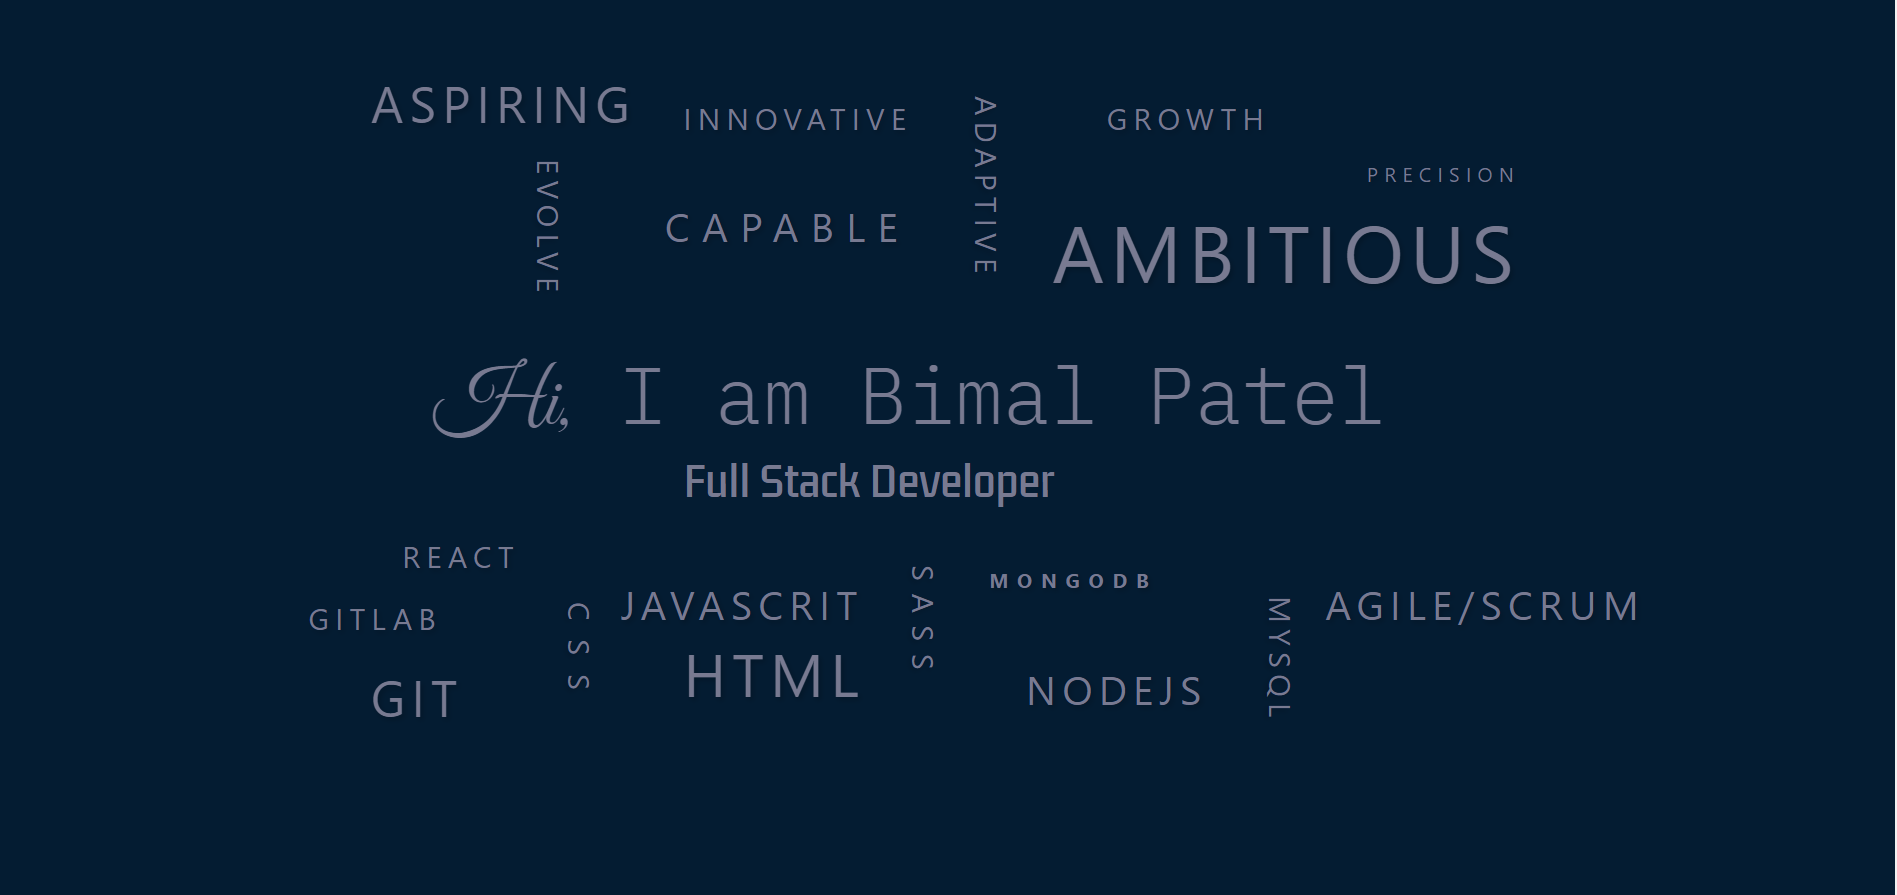 ASPIRING
INNOVATIVE
ADAPTIVE
GROWTH
PRECISION
EVOLVE
CAPABLE
AMBITIOUS
Hi, I am Bimal Patel
Full Stack Developer
REACT
GITLAB
GIT
CSS
JAVASCRIT
HTML
SASS
MONGODB
NODEJS
MYSQL
AGILE/SCRUM